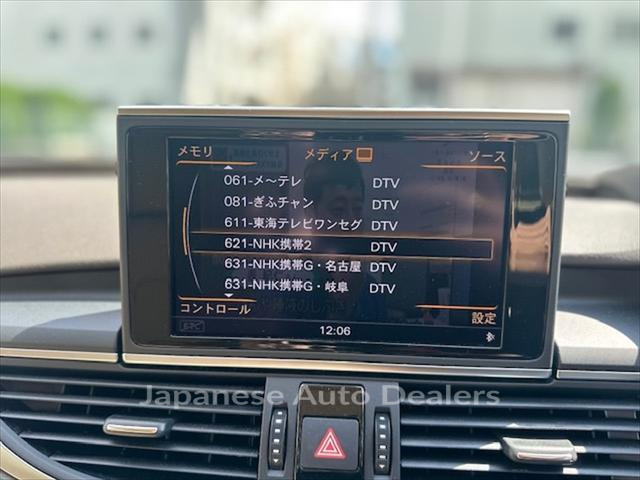 メモリ メディア ソース
061-メ〜テレ DTV
081-ぎふチャン DTV
611-東海テレビワンセグ DTV
621-NHK携帯2 DTV
631-NHK携帯G・名古屋 DTV
631-NHK携帯G・岐阜 DTV
コントロール 設定
12:06
Japanese Auto Dealers